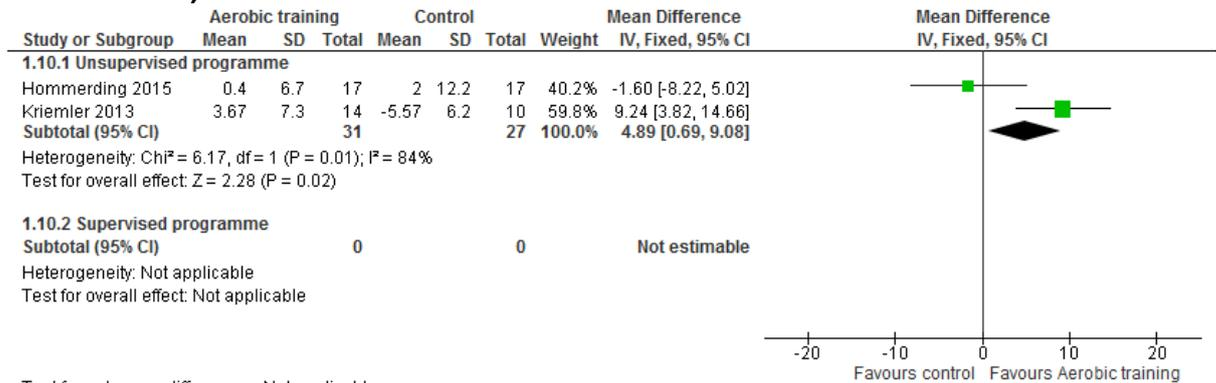 Aerobic training Control Mean Difference Mean Difference
Study or Subgroup Mean SD Total Mean SD Total Weight IV, Fixed, 95% CI IV, Fixed, 95% CI
1.10.1 Unsupervised programme
Hommerding 2015 0.4 6.7 17 2 12.2 17 40.2% -1.60 [-8.22, 5.02]
Kriemler 2013 3.67 7.3 14 -5.57 6.2 10 59.8% 9.24 [3.82, 14.66]
Subtotal (95% CI) 31 27 100.0% 4.89 [0.69, 9.08]
Heterogeneity: Chi² = 6.17, df = 1 (P = 0.01); I² = 84%
Test for overall effect: Z = 2.28 (P = 0.02)
1.10.2 Supervised programme
Subtotal (95% CI) 0 0 Not estimable
Heterogeneity: Not applicable
Test for overall effect: Not applicable
-20 -10 0 10 20
Favours control Favours Aerobic training